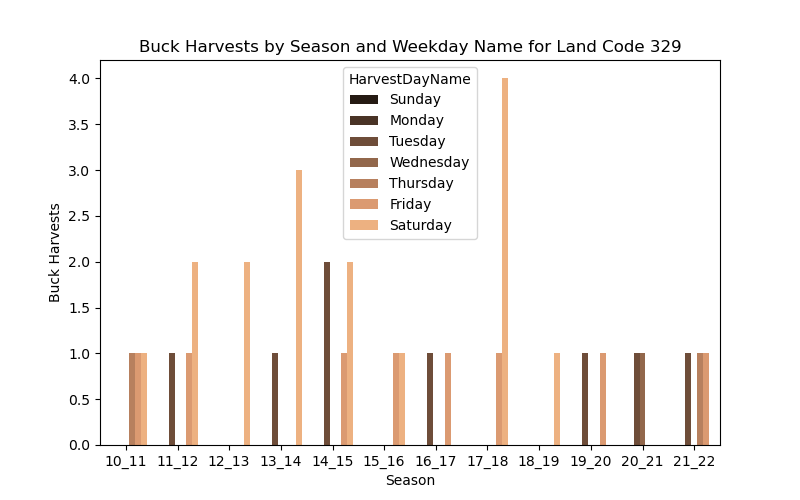 Buck Harvests by Season and Weekday Name for Land Code 329
HarvestDayName
Sunday
Monday
Tuesday
Wednesday
Thursday
Friday
Saturday
4.0
3.5
3.0
2.5
2.0
1.5
1.0
0.5
0.0
Buck Harvests
10_11 11_12 12_13 13_14 14_15 15_16 16_17 17_18 18_19 19_20 20_21 21_22
Season